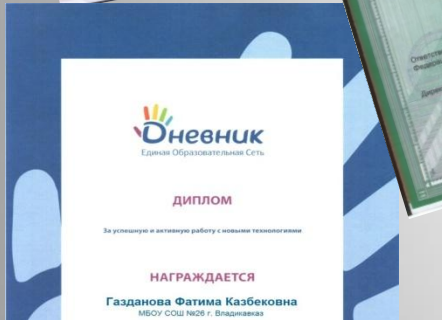 Дневник
Единая Образовательная Сеть
ДИПЛОМ
За успешную и активную работу с новыми технологиями
НАГРАЖДАЕТСЯ
Газданова Фатима Казбековна
МБОУ СОШ №26 г. Владикавказ